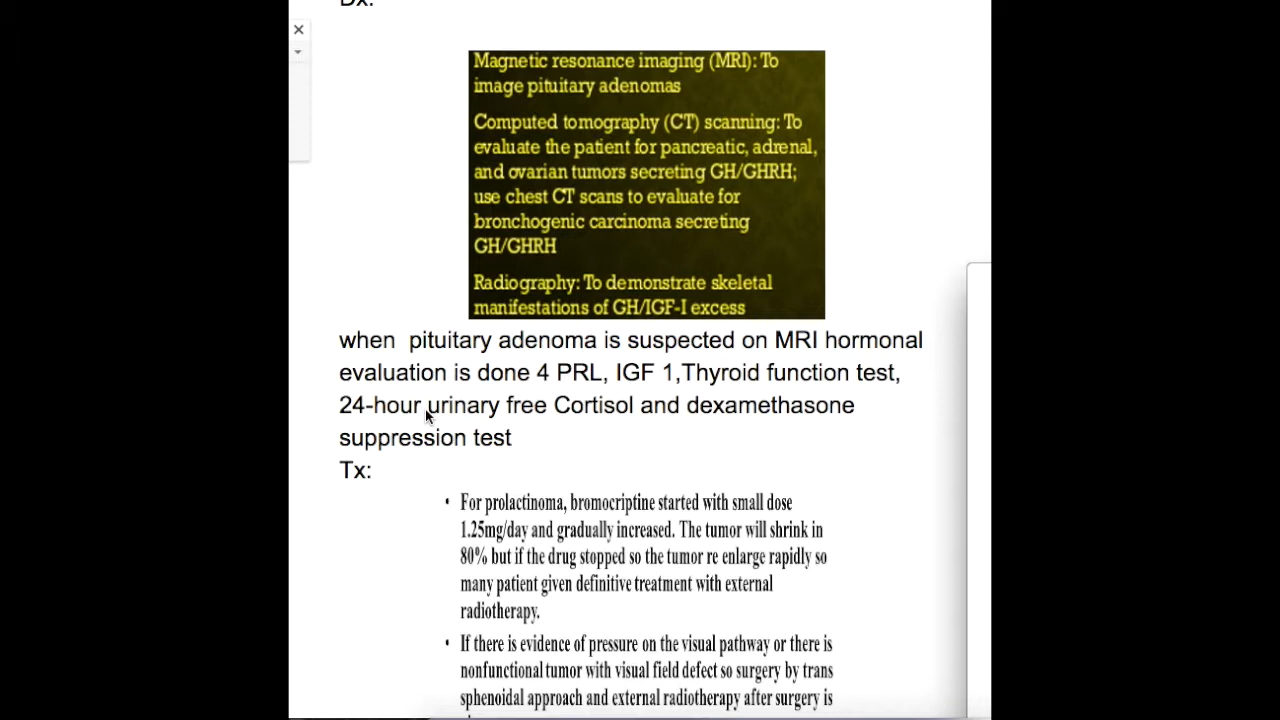 Dx:
Magnetic resonance imaging (MRI): To
image pituitary adenomas
Computed tomography (CT) scanning: To
evaluate the patient for pancreatic, adrenal,
and ovarian tumors secreting GH/GHRH;
use chest CT scans to evaluate for
bronchogenic carcinoma secreting
GH/GHRH
Radiography: To demonstrate skeletal
manifestations of GH/IGF-I excess
when pituitary adenoma is suspected on MRI hormonal
evaluation is done 4 PRL, IGF 1,Thyroid function test,
24-hour urinary free Cortisol and dexamethasone
suppression test
Tx:
• For prolactinoma, bromocriptine started with small dose
1.25mg/day and gradually increased. The tumor will shrink in
80% but if the drug stopped so the tumor re enlarge rapidly so
many patient given definitive treatment with external
radiotherapy.
• If there is evidence of pressure on the visual pathway or there is
nonfunctional tumor with visual field defect so surgery by trans
sphenoidal approach and external radiotherapy after surgery is